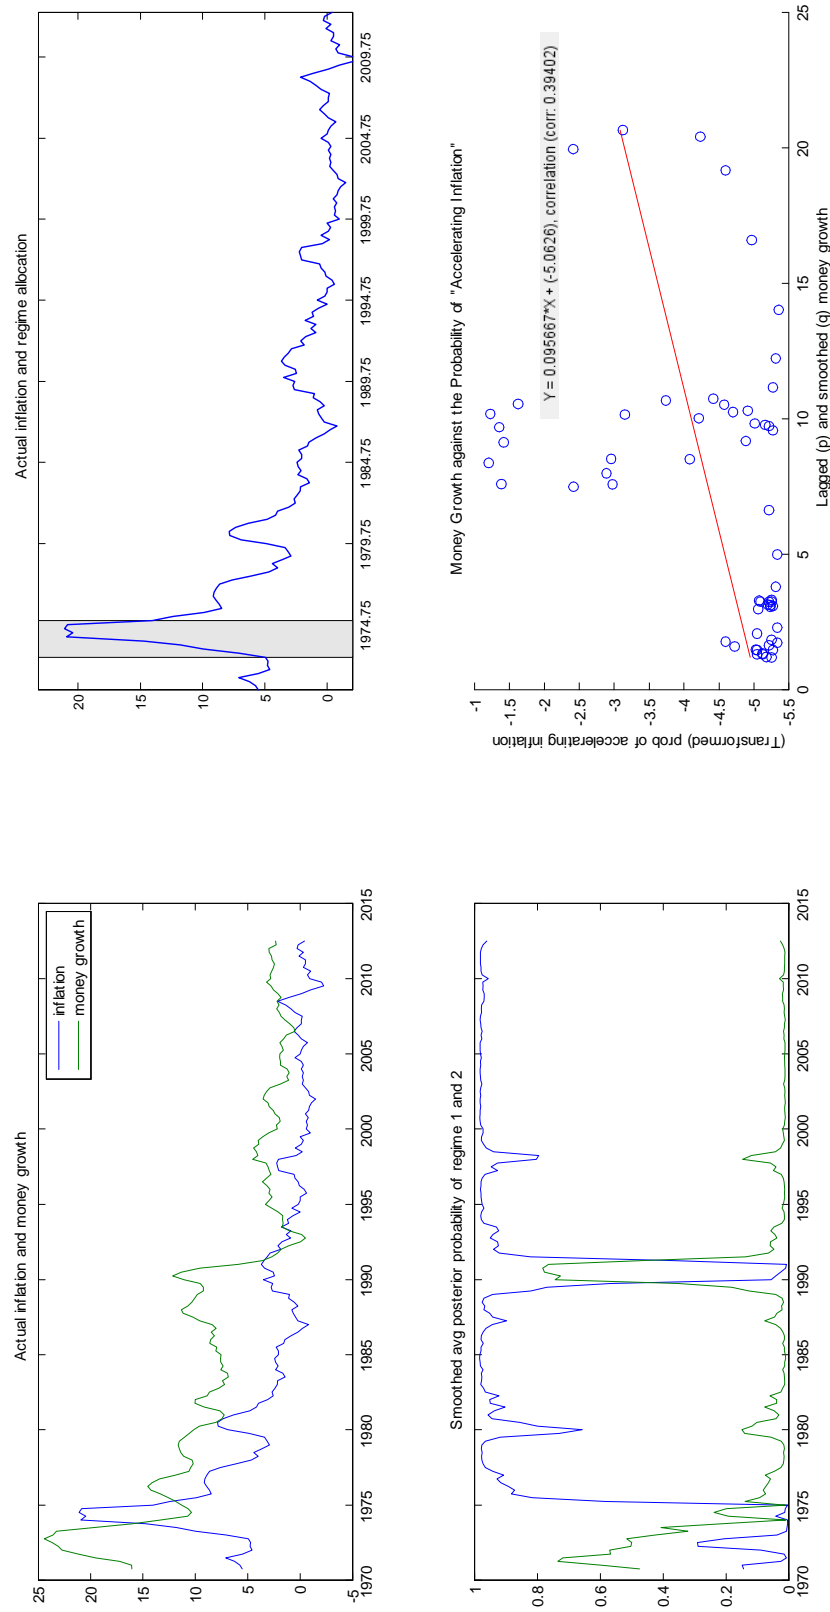 Actual inflation and money growth
25
20
15
10
5
0
-5
1970 1975 1980 1985 1990 1995 2000 2005 2010 2015
inflation
money growth
Actual inflation and regime allocation
20
15
10
5
0
1974.75 1979.75 1984.75 1989.75 1994.75 1999.75 2004.75 2009.75
Smoothed avg posterior probability of regime 1 and 2
1
0.8
0.6
0.4
0.2
0
1970 1975 1980 1985 1990 1995 2000 2005 2010 2015
Money Growth against the Probability of "Accelerating Inflation"
-1
-1.5
-2
-2.5
-3
-3.5
-4
-4.5
-5
-5.5
0 5 10 15 20 25
(Transformed) prob of accelerating inflation
Y = 0.095667*X + (-5.0626), correlation (corr: 0.39402)
Lagged (p) and smoothed (q) money growth